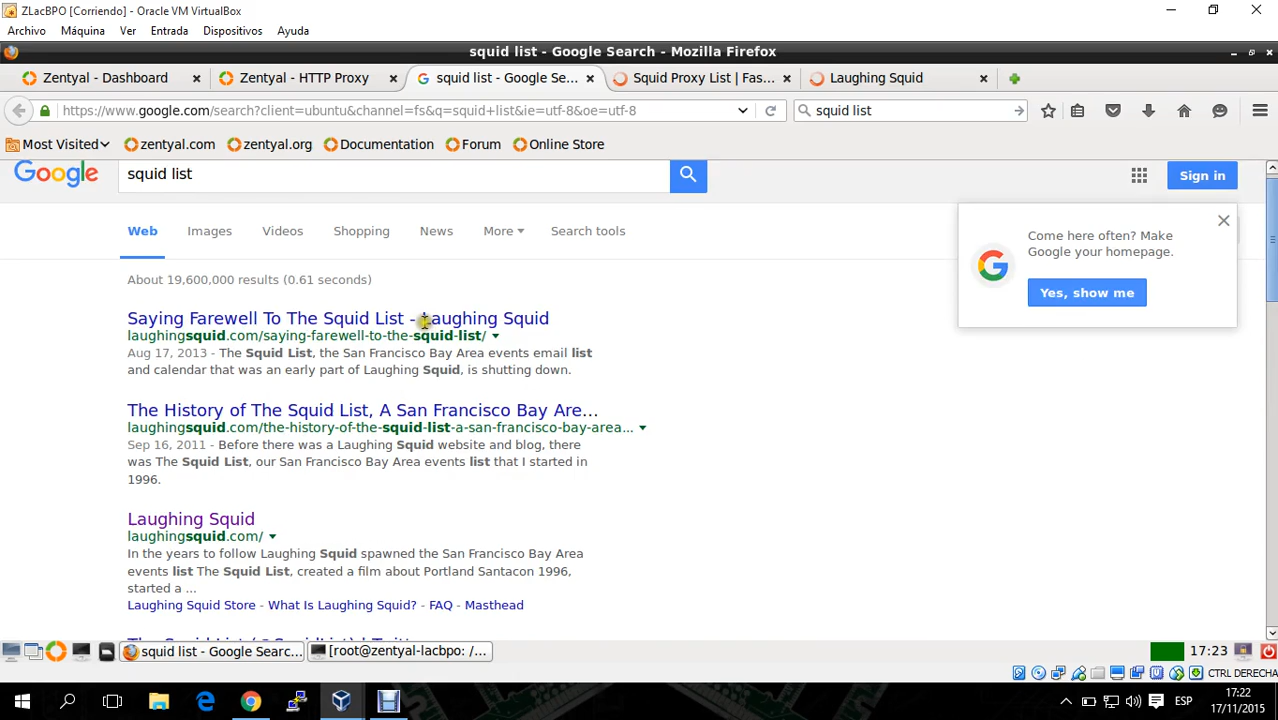 ZLacBPO [Corriendo] - Oracle VM VirtualBox
Archivo Máquina Ver Entrada Dispositivos Ayuda
squid list - Google Search - Mozilla Firefox
Zentyal - Dashboard Zentyal - HTTP Proxy squid list - Google Se... Squid Proxy List | Fas... Laughing Squid
https://www.google.com/search?client=ubuntu&channel=fs&q=squid+list&ie=utf-8&oe=utf-8 squid list
Most Visited zentyal.com zentyal.org Documentation Forum Online Store
Google squid list Sign in
Web Images Videos Shopping News More Search tools
Come here often? Make
Google your homepage.
Yes, show me
About 19,600,000 results (0.61 seconds)
Saying Farewell To The Squid List - Laughing Squid
laughingsquid.com/saying-farewell-to-the-squid-list/
Aug 17, 2013 - The Squid List, the San Francisco Bay Area events email list
and calendar that was an early part of Laughing Squid, is shutting down.
The History of The Squid List, A San Francisco Bay Are...
laughingsquid.com/the-history-of-the-squid-list-a-san-francisco-bay-area...
Sep 16, 2011 - Before there was a Laughing Squid website and blog, there
was The Squid List, our San Francisco Bay Area events list that I started in
1996.
Laughing Squid
laughingsquid.com/
In the years to follow Laughing Squid spawned the San Francisco Bay Area
events list The Squid List, created a film about Portland Santacon 1996,
started a ...
Laughing Squid Store - What Is Laughing Squid? - FAQ - Masthead
squid list - Google Searc... [root@zentyal-lacbpo: /... 17:23
CTRL DERECHA
ESP 17:22
17/11/2015